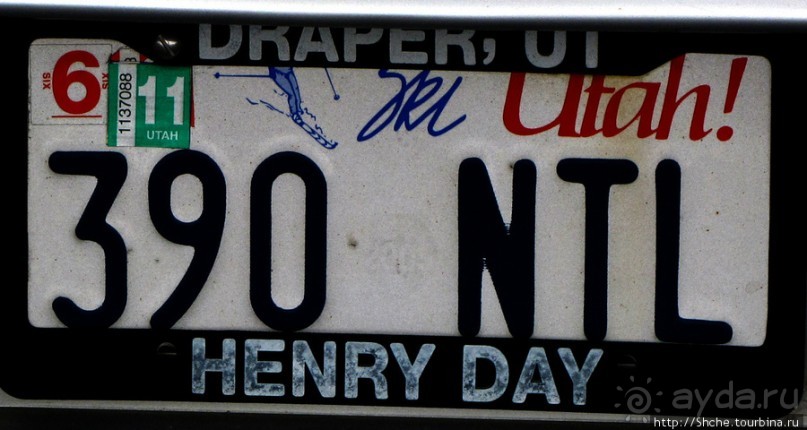 DRAPER, UT
6
SIX
SIX
1137088
11
UTAH
Ski Utah!
390 NTL
HENRY DAY
ayda.ru
http://Shche.tourbina.ru